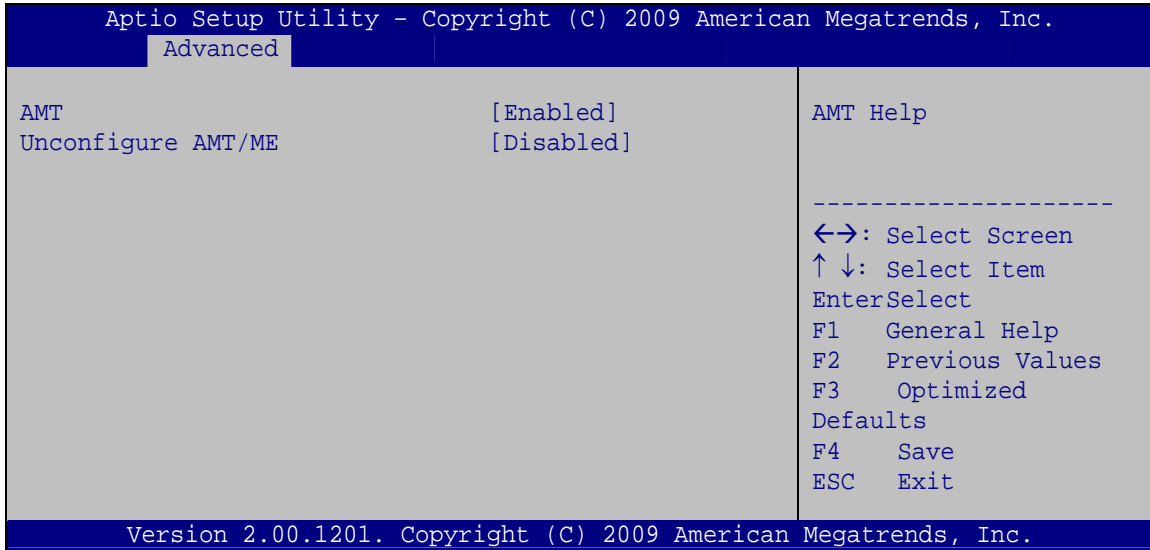 Aptio Setup Utility – Copyright (C) 2009 American Megatrends, Inc.
Advanced
AMT [Enabled]
Unconfigure AMT/ME [Disabled]
AMT Help
---------------------
←→: Select Screen
↑ ↓: Select Item
EnterSelect
F1 General Help
F2 Previous Values
F3 Optimized
Defaults
F4 Save
ESC Exit
Version 2.00.1201. Copyright (C) 2009 American Megatrends, Inc.